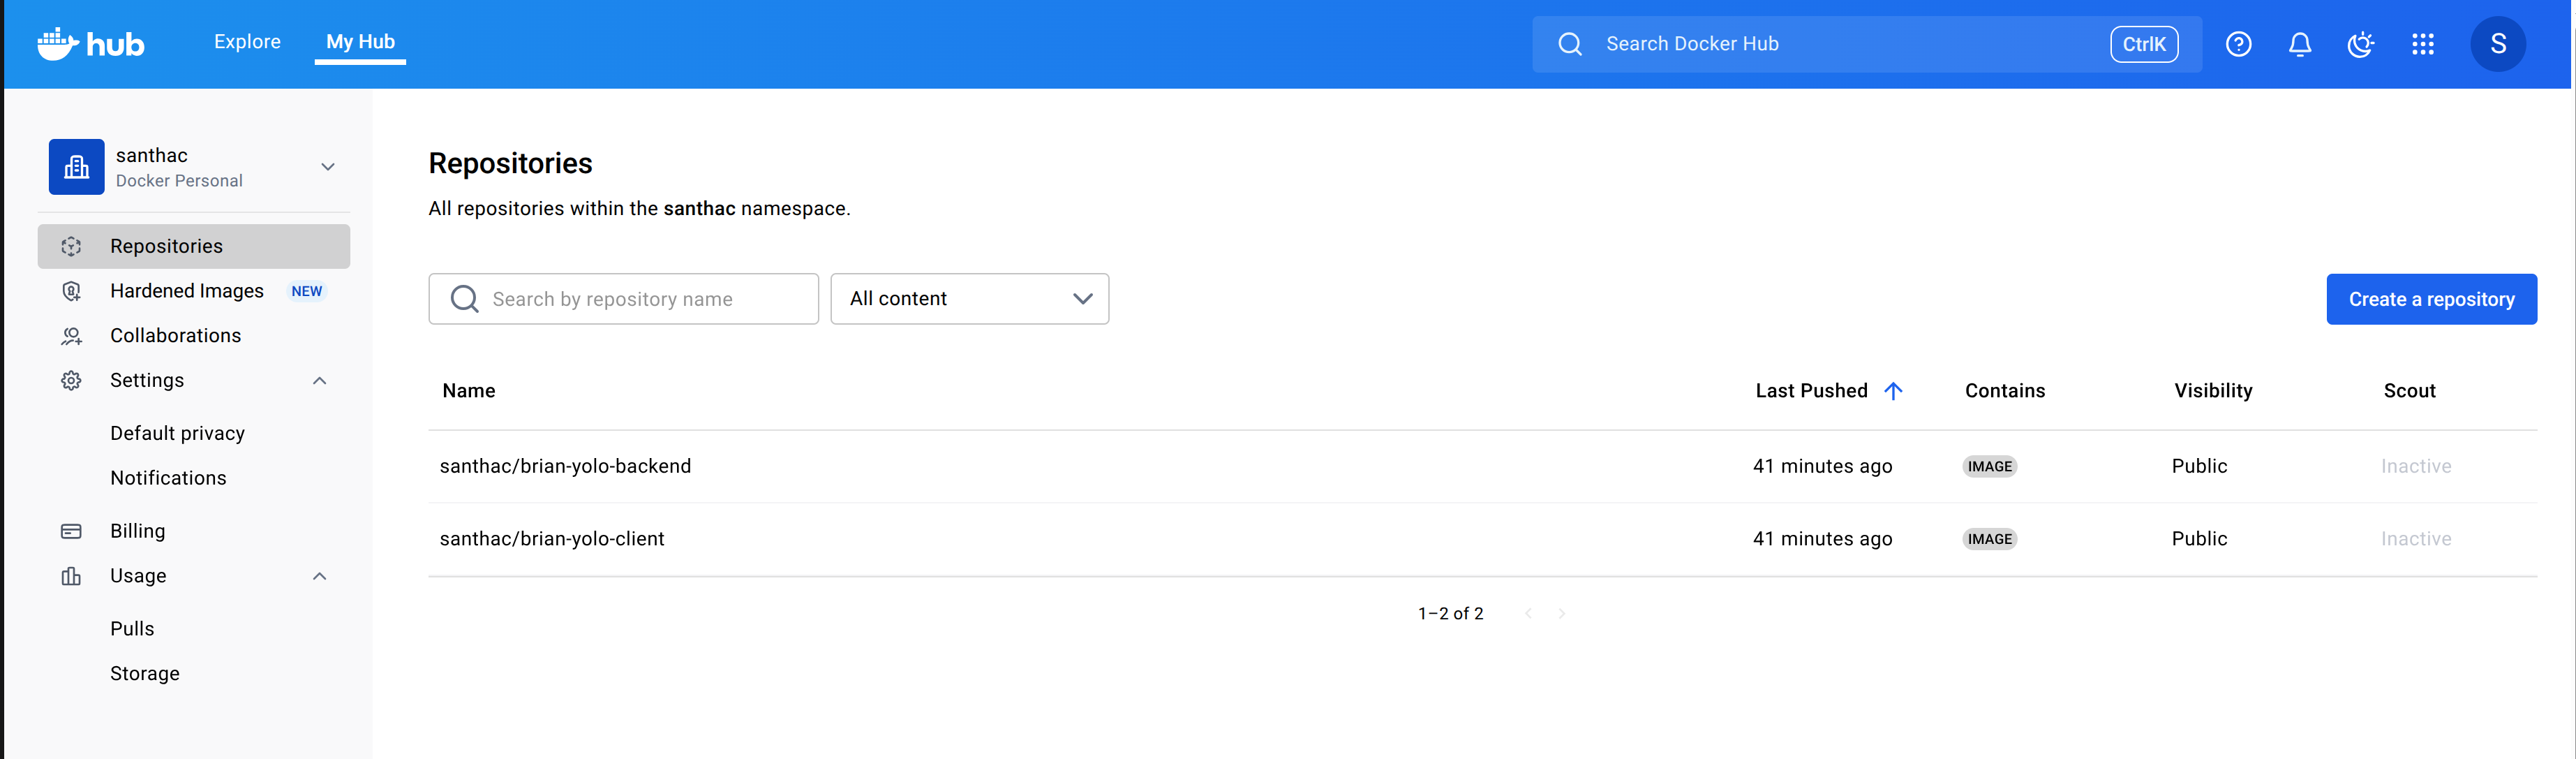 hub
Explore
My Hub
Search Docker Hub
CtrlK
S
santhac
Docker Personal
Repositories
Hardened Images NEW
Collaborations
Settings
Default privacy
Notifications
Billing
Usage
Pulls
Storage
Repositories
All repositories within the santhac namespace.
Search by repository name
All content
Create a repository
Name Last Pushed Contains Visibility Scout
santhac/brian-yolo-backend 41 minutes ago IMAGE Public Inactive
santhac/brian-yolo-client 41 minutes ago IMAGE Public Inactive
1–2 of 2